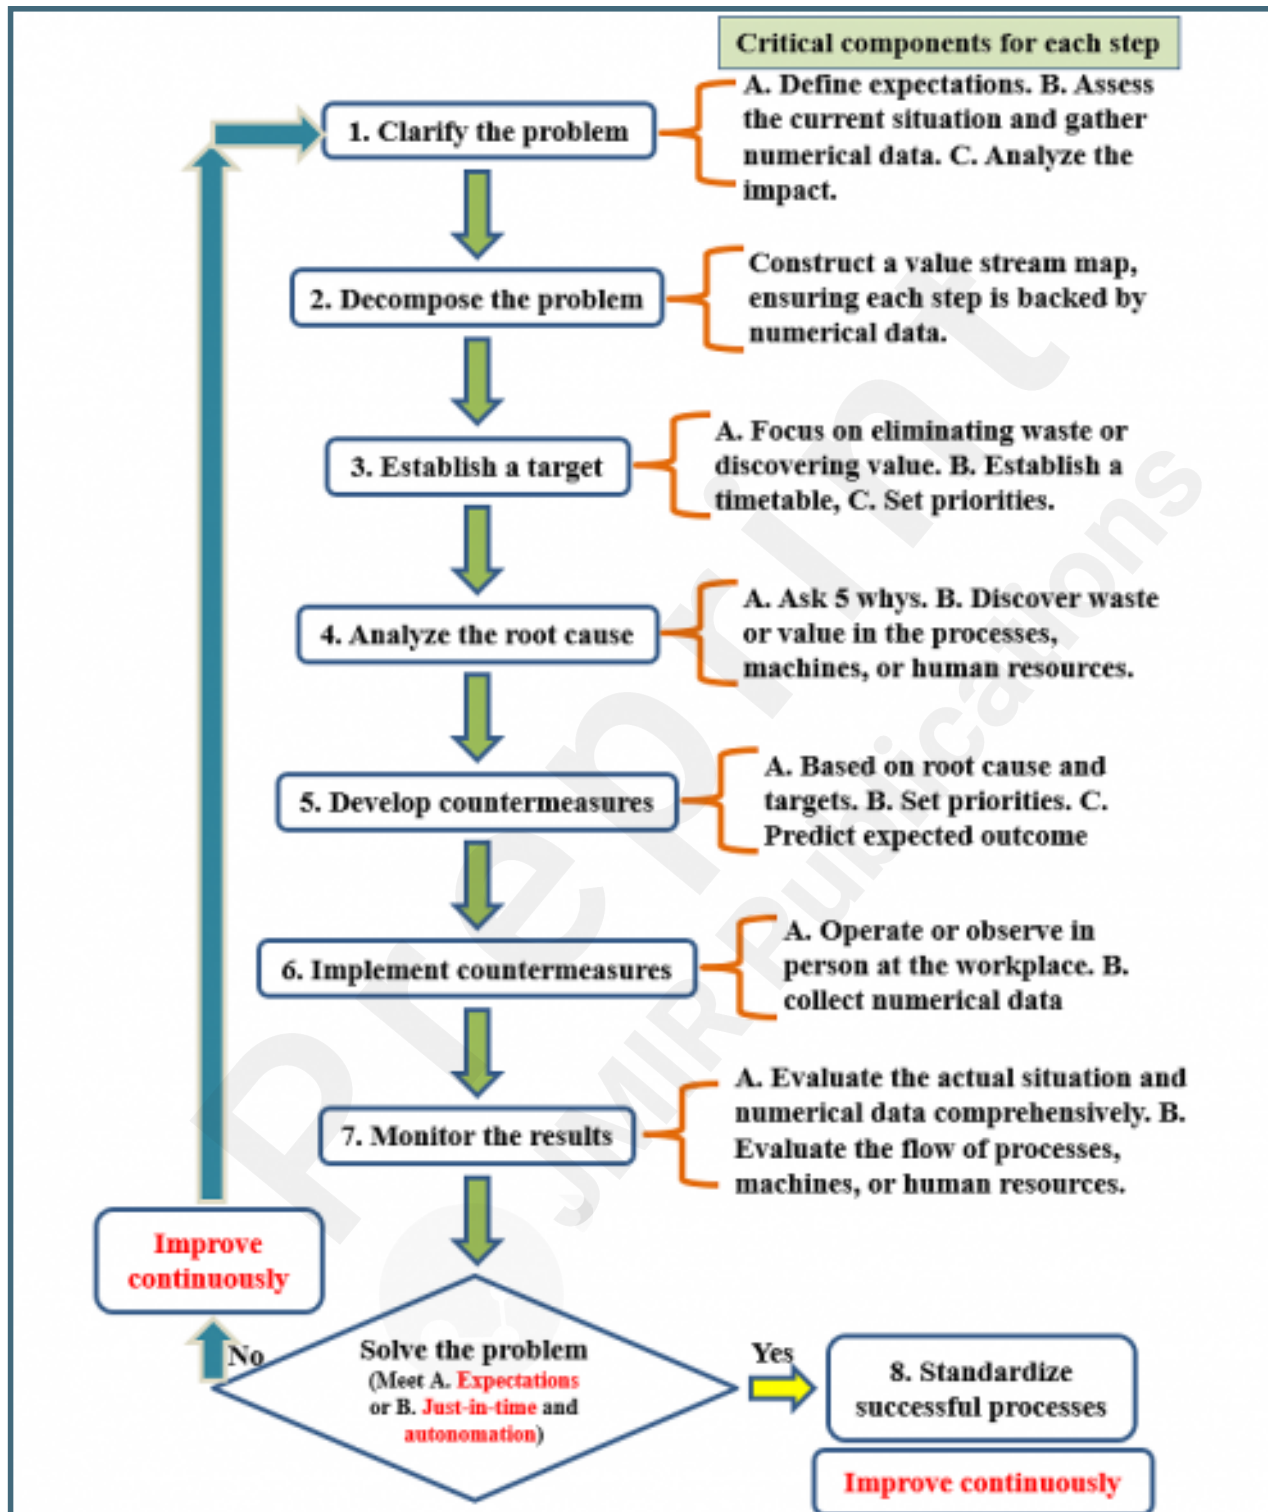 Critical components for each step
1. Clarify the problem
A. Define expectations. B. Assess
the current situation and gather
numerical data. C. Analyze the
impact.
2. Decompose the problem
Construct a value stream map,
ensuring each step is backed by
numerical data.
3. Establish a target
A. Focus on eliminating waste or
discovering value. B. Establish a
timetable, C. Set priorities.
4. Analyze the root cause
A. Ask 5 whys. B. Discover waste
or value in the processes,
machines, or human resources.
5. Develop countermeasures
A. Based on root cause and
targets. B. Set priorities. C.
Predict expected outcome
6. Implement countermeasures
A. Operate or observe in
person at the workplace. B.
collect numerical data
7. Monitor the results
A. Evaluate the actual situation and
numerical data comprehensively. B.
Evaluate the flow of processes,
machines, or human resources.
Improve
continuously
No
Solve the problem
(Meet A. Expectations
or B. Just-in-time and
autonomation)
Yes
8. Standardize
successful processes
Improve continuously
Preprint
JMIR Publications